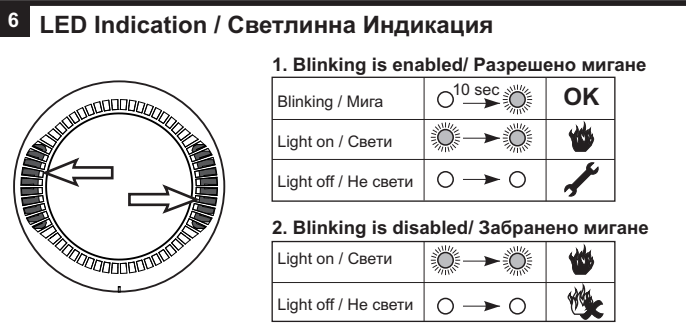 6 LED Indication / Светлинна Индикация
1. Blinking is enabled/ Разрешено мигане
Blinking / Мига 10 sec OK
Light on / Свети
Light off / Не свети
2. Blinking is disabled/ Забранено мигане
Light on / Свети
Light off / Не свети